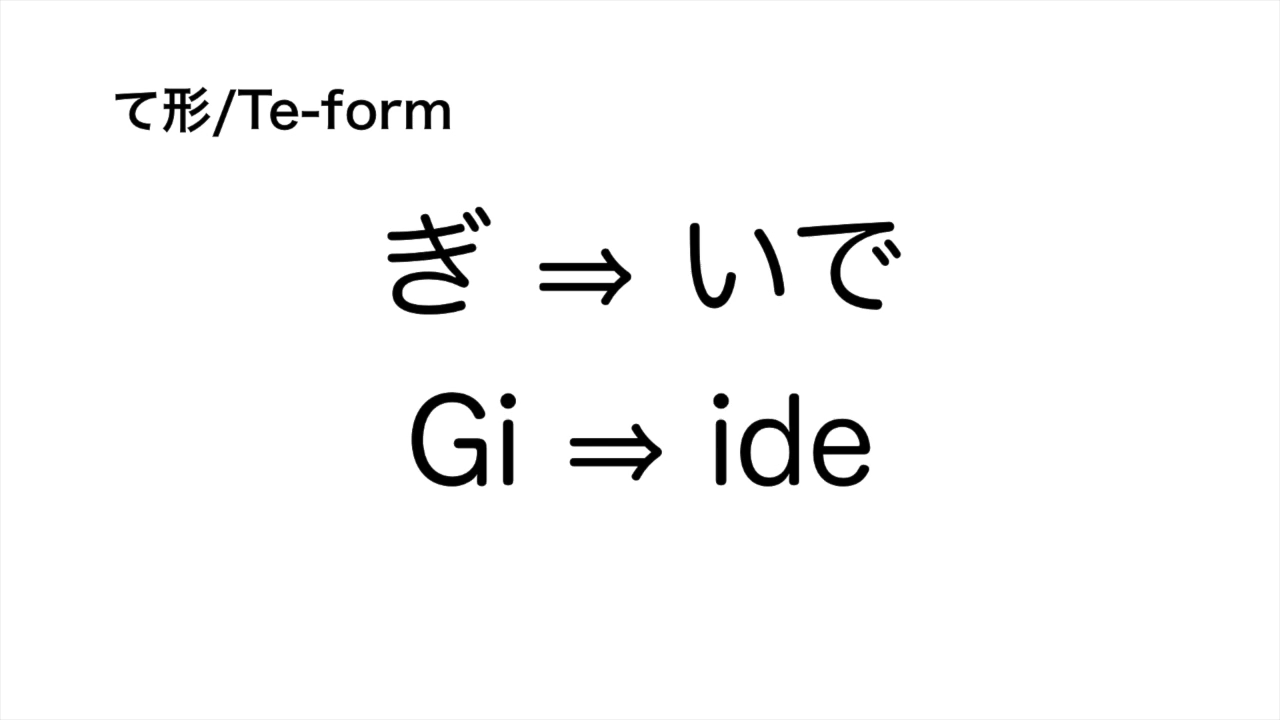 て形/Te-form
ぎ ⇒ いで
Gi ⇒ ide